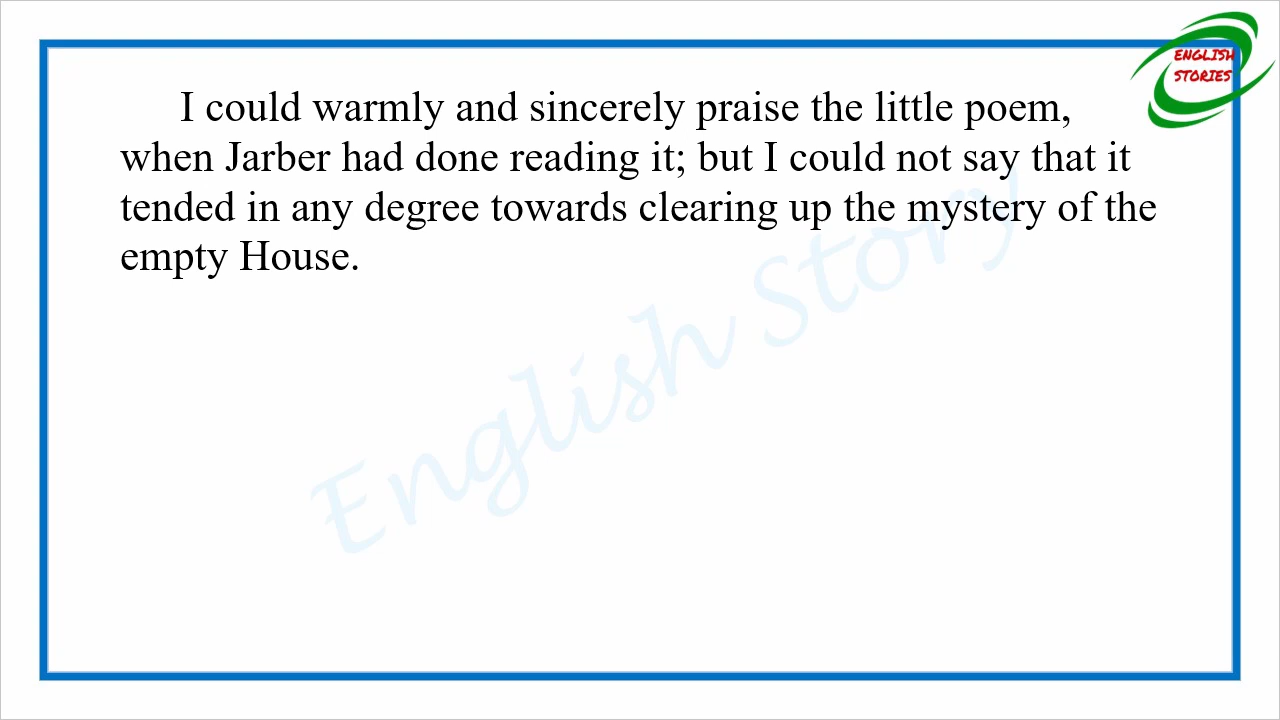 ENGLISH
STORIES
I could warmly and sincerely praise the little poem,
when Jarber had done reading it; but I could not say that it
tended in any degree towards clearing up the mystery of the
empty House.
English Story